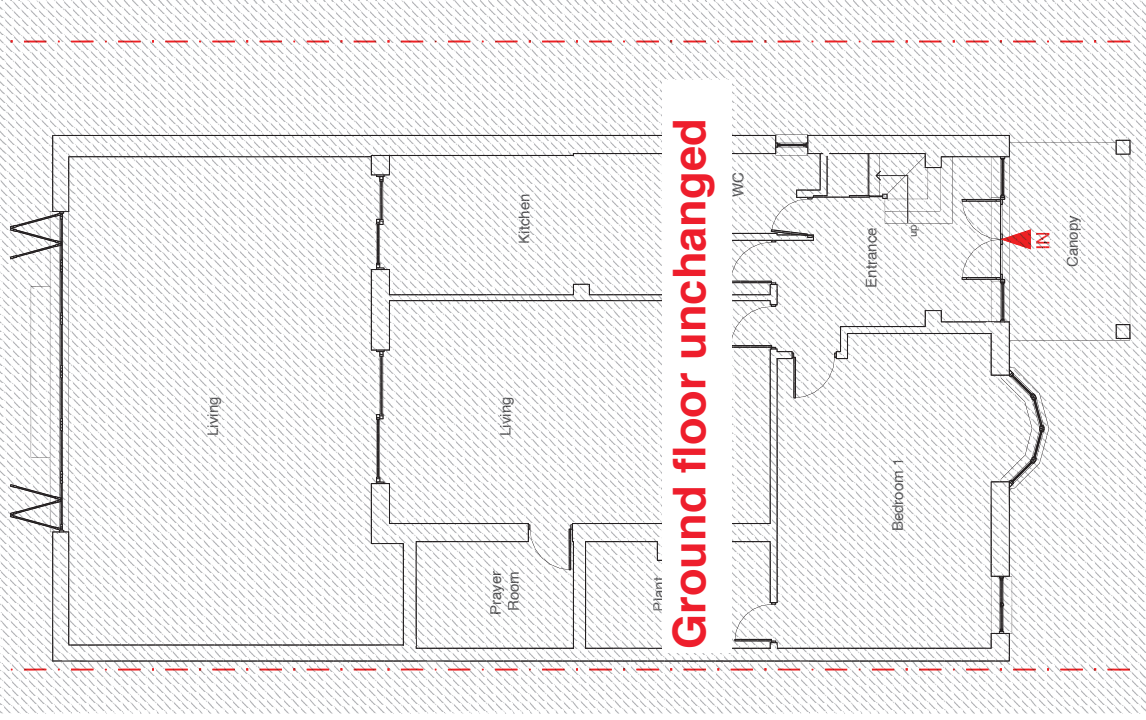 Living
Living
Kitchen
Prayer
Room
Plant
Ground floor unchanged
WC
Entrance
up
Bedroom 1
IN
Canopy